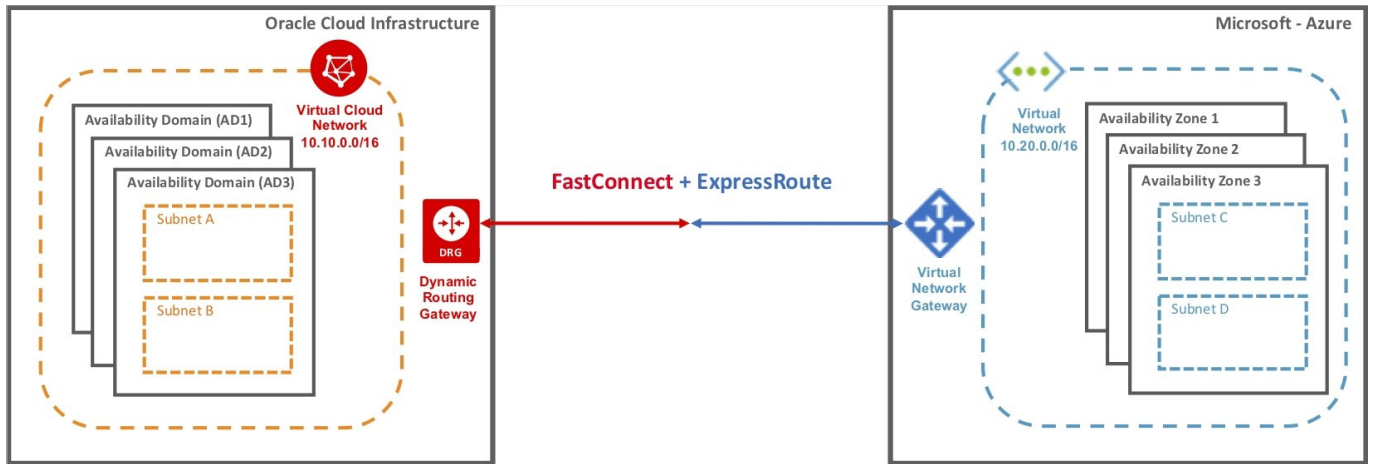 Oracle Cloud Infrastructure
Virtual Cloud
Network
10.10.0.0/16
Availability Domain (AD1)
Availability Domain (AD2)
Availability Domain (AD3)
Subnet A
Subnet B
DRG
Dynamic
Routing
Gateway
FastConnect + ExpressRoute
Microsoft - Azure
Virtual
Network
10.20.0.0/16
Virtual
Network
Gateway
Availability Zone 1
Availability Zone 2
Availability Zone 3
Subnet C
Subnet D